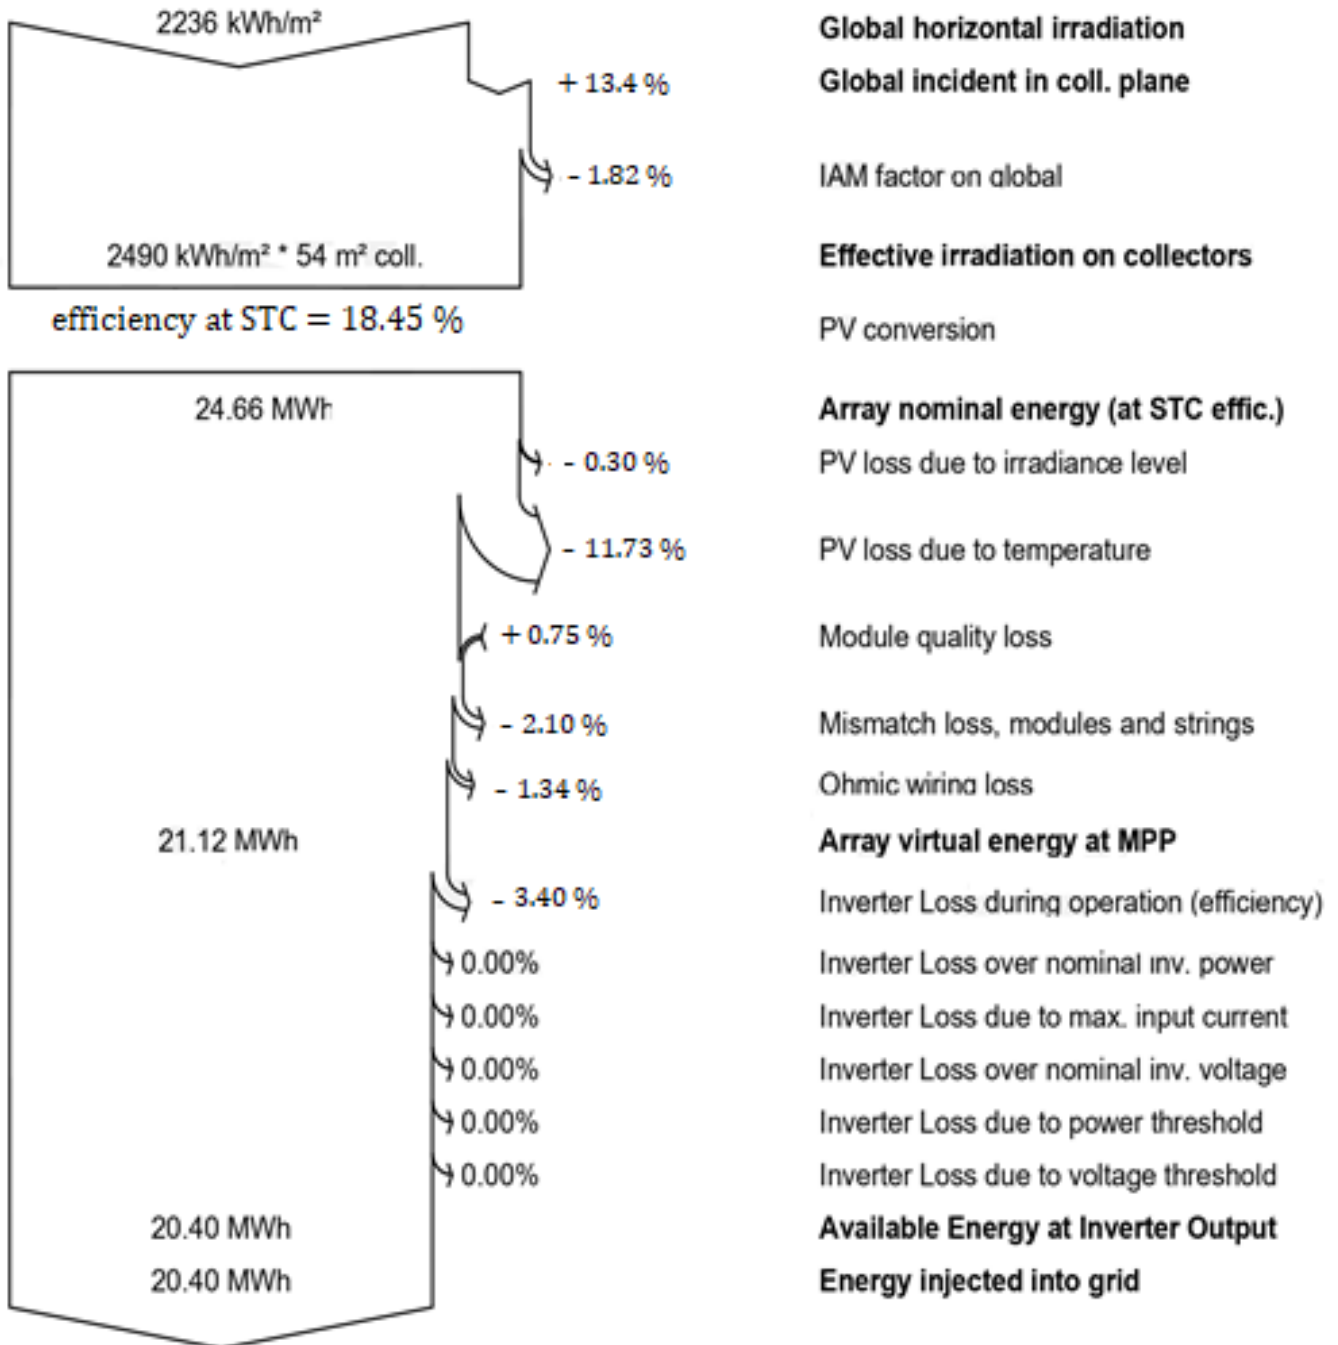 2236 kWh/m² Global horizontal irradiation
+ 13.4 % Global incident in coll. plane
- 1.82 % IAM factor on global
2490 kWh/m² * 54 m² coll. Effective irradiation on collectors
efficiency at STC = 18.45 % PV conversion
24.66 MWh Array nominal energy (at STC effic.)
- 0.30 % PV loss due to irradiance level
- 11.73 % PV loss due to temperature
+ 0.75 % Module quality loss
- 2.10 % Mismatch loss, modules and strings
- 1.34 % Ohmic wiring loss
21.12 MWh Array virtual energy at MPP
- 3.40 % Inverter Loss during operation (efficiency)
0.00% Inverter Loss over nominal inv. power
0.00% Inverter Loss due to max. input current
0.00% Inverter Loss over nominal inv. voltage
0.00% Inverter Loss due to power threshold
0.00% Inverter Loss due to voltage threshold
20.40 MWh Available Energy at Inverter Output
20.40 MWh Energy injected into grid